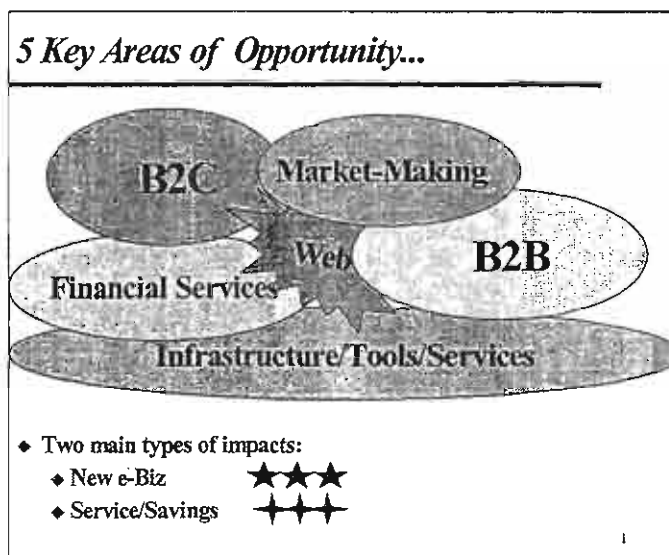 5 Key Areas of Opportunity...
B2C
Market-Making
Web
B2B
Financial Services
Infrastructure/Tools/Services
◆ Two main types of impacts:
◆ New e-Biz ★★★
◆ Service/Savings ✦✦✦
1